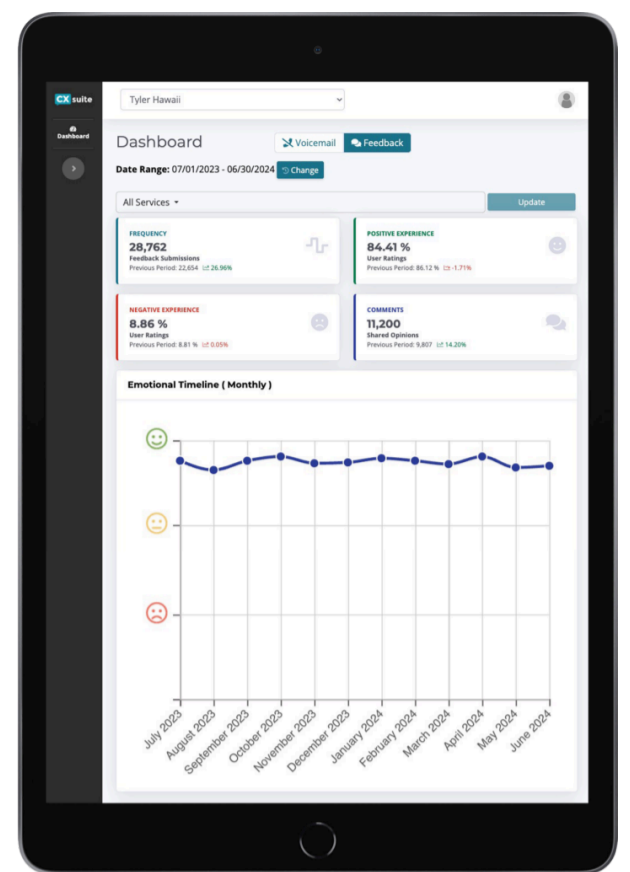 CX suite
Tyler Hawaii
Dashboard
Dashboard
Voicemail
Feedback
Date Range: 07/01/2023 - 06/30/2024
Change
All Services
Update
FREQUENCY
28,762
Feedback Submissions
Previous Period: 22,654 26.96%
POSITIVE EXPERIENCE
84.41 %
User Ratings
Previous Period: 86.12 % -1.71%
NEGATIVE EXPERIENCE
8.86 %
User Ratings
Previous Period: 8.81 % 0.05%
COMMENTS
11,200
Shared Opinions
Previous Period: 9,807 14.20%
Emotional Timeline ( Monthly )
July 2023
August 2023
September 2023
October 2023
November 2023
December 2023
January 2024
February 2024
March 2024
April 2024
May 2024
June 2024